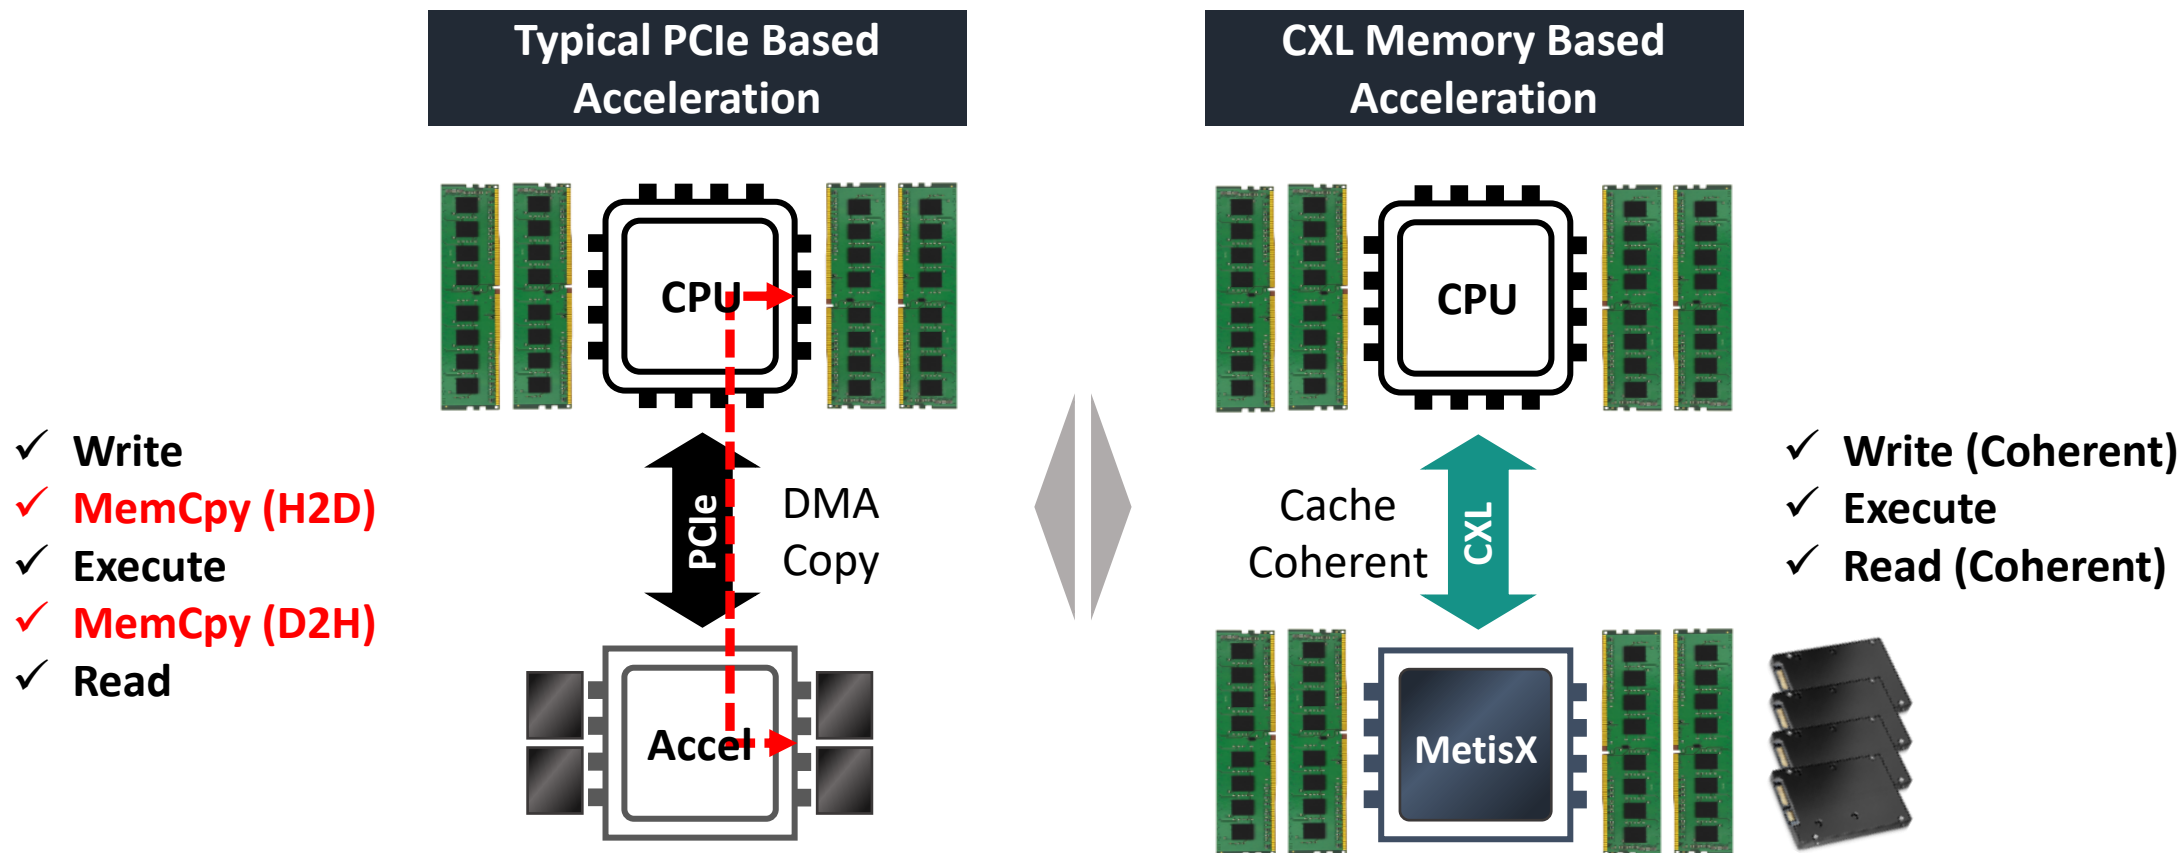 Typical PCIe Based
Acceleration
CPU
✓ Write
✓ MemCpy (H2D)
✓ Execute
✓ MemCpy (D2H)
✓ Read
PCIe
DMA
Copy
Accel
CXL Memory Based
Acceleration
CPU
Cache
Coherent
CXL
✓ Write (Coherent)
✓ Execute
✓ Read (Coherent)
MetisX